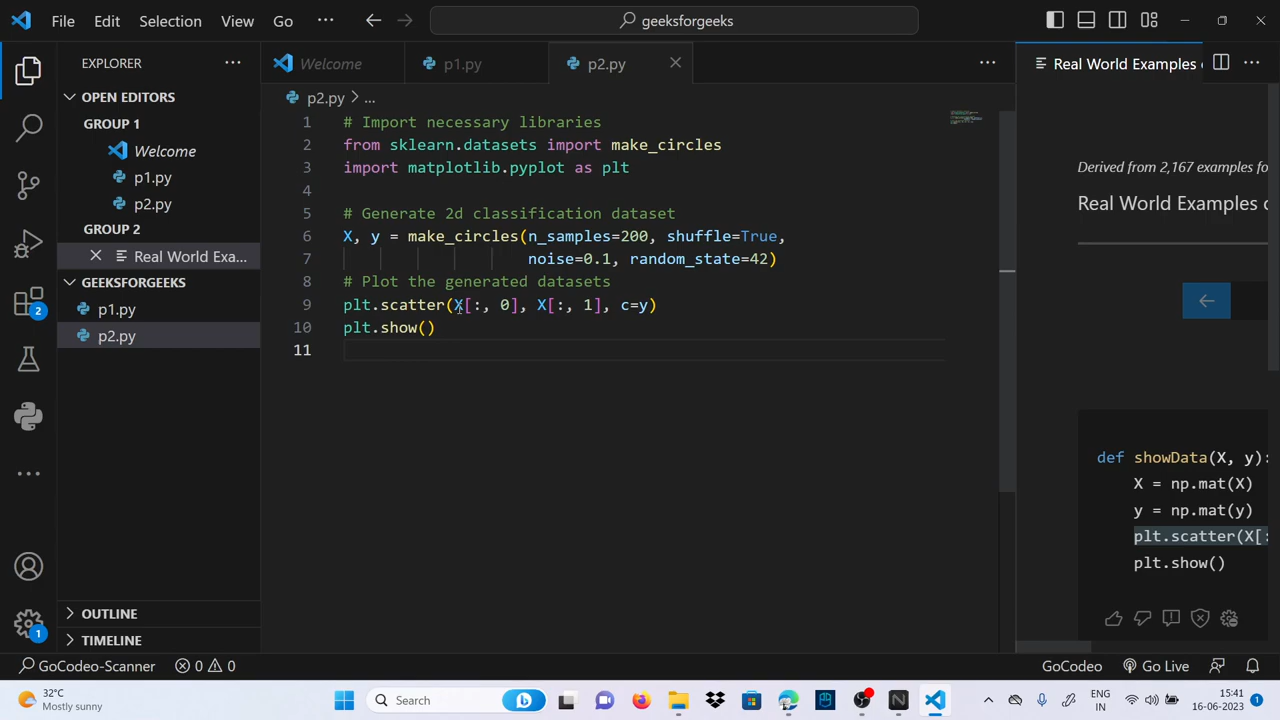 File Edit Selection View Go ··· geeksforgeeks
EXPLORER ···
OPEN EDITORS
GROUP 1
Welcome
p1.py
p2.py
GROUP 2
Real World Exa...
GEEKSFORGEEKS
p1.py
p2.py
OUTLINE
TIMELINE
2
1
Welcome p1.py p2.py
p2.py > ...
1 # Import necessary libraries
2 from sklearn.datasets import make_circles
3 import matplotlib.pyplot as plt
4
5 # Generate 2d classification dataset
6 X, y = make_circles(n_samples=200, shuffle=True,
7 noise=0.1, random_state=42)
8 # Plot the generated datasets
9 plt.scatter(X[:, 0], X[:, 1], c=y)
10 plt.show()
11
Real World Examples
Derived from 2,167 examples fo
Real World Examples
def showData(X, y):
X = np.mat(X)
y = np.mat(y)
plt.scatter(X[:
plt.show()
GoCodeo-Scanner 0 0 GoCodeo Go Live
32°C
Mostly sunny
Search
ENG
IN
15:41
16-06-2023
1